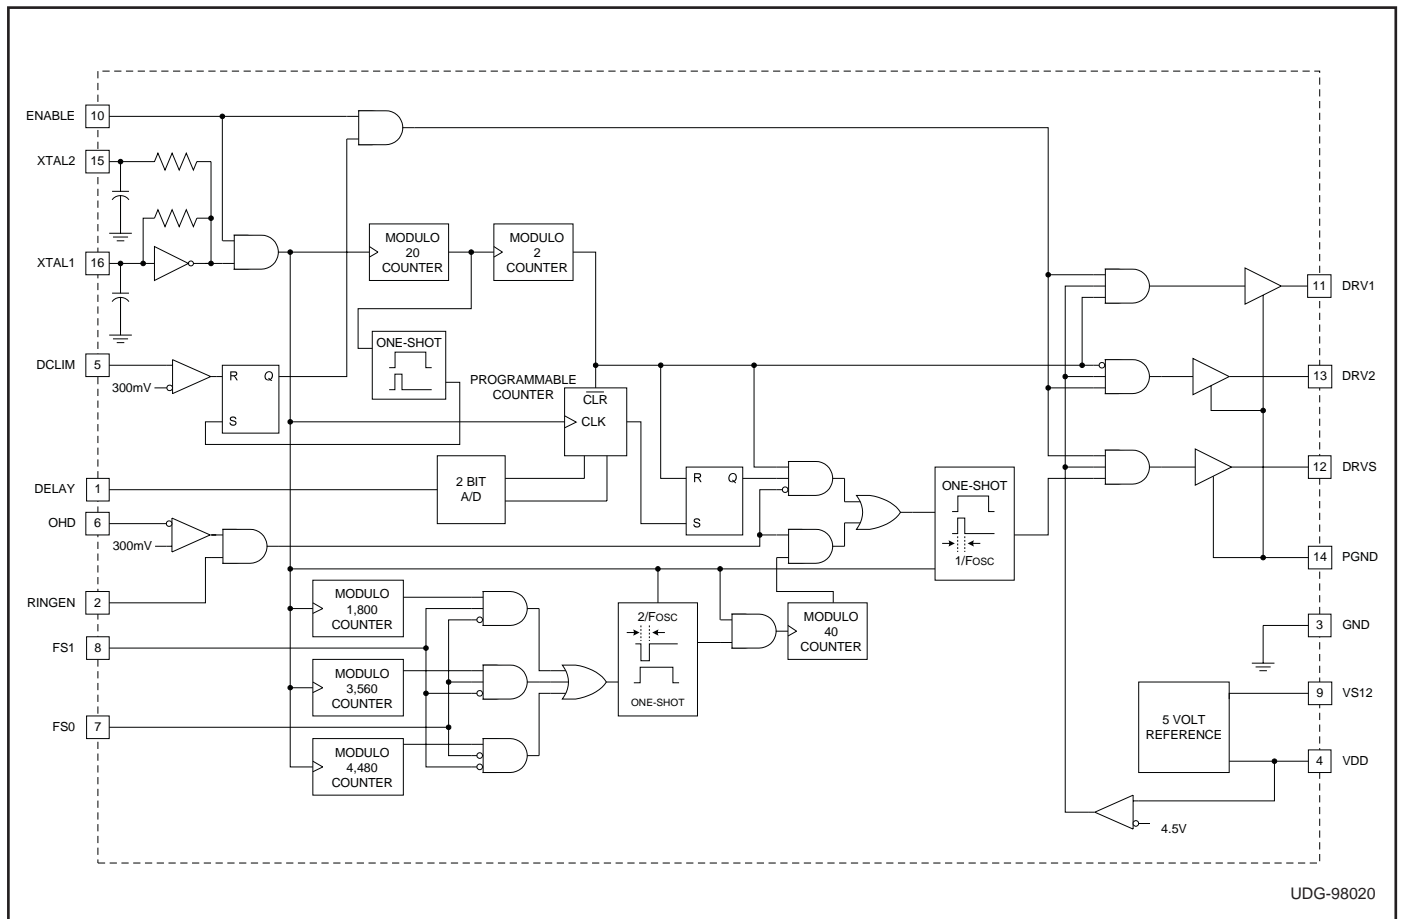 ENABLE 10
XTAL2 15
XTAL1 16
MODULO
20
COUNTER
MODULO
2
COUNTER
11 DRV1
DCLIM 5
300mV
R Q
S
ONE-SHOT
PROGRAMMABLE
COUNTER
CLR
CLK
13 DRV2
DELAY 1
2 BIT
A/D
R Q
S
ONE-SHOT
1/FOSC
12 DRVS
OHD 6
300mV
14 PGND
RINGEN 2
MODULO
1,800
COUNTER
2/FOSC
ONE-SHOT
MODULO
40
COUNTER
3 GND
FS1 8
MODULO
3,560
COUNTER
FS0 7
MODULO
4,480
COUNTER
5 VOLT
REFERENCE
9 VS12
4 VDD
4.5V
UDG-98020